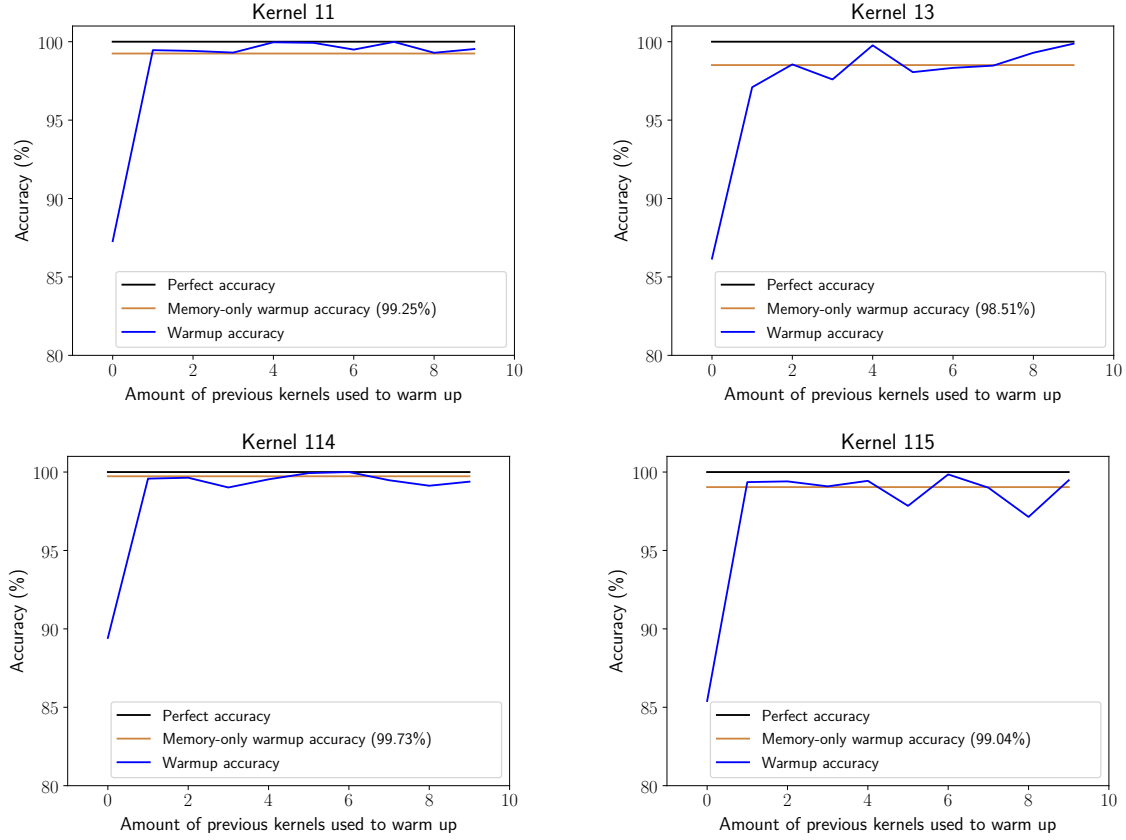 Kernel 11
100
95
90
85
80
Accuracy (%)
Perfect accuracy
Memory-only warmup accuracy (99.25%)
Warmup accuracy
0 2 4 6 8 10
Amount of previous kernels used to warm up
Kernel 13
100
95
90
85
80
Accuracy (%)
Perfect accuracy
Memory-only warmup accuracy (98.51%)
Warmup accuracy
0 2 4 6 8 10
Amount of previous kernels used to warm up
Kernel 114
100
95
90
85
80
Accuracy (%)
Perfect accuracy
Memory-only warmup accuracy (99.73%)
Warmup accuracy
0 2 4 6 8 10
Amount of previous kernels used to warm up
Kernel 115
100
95
90
85
80
Accuracy (%)
Perfect accuracy
Memory-only warmup accuracy (99.04%)
Warmup accuracy
0 2 4 6 8 10
Amount of previous kernels used to warm up